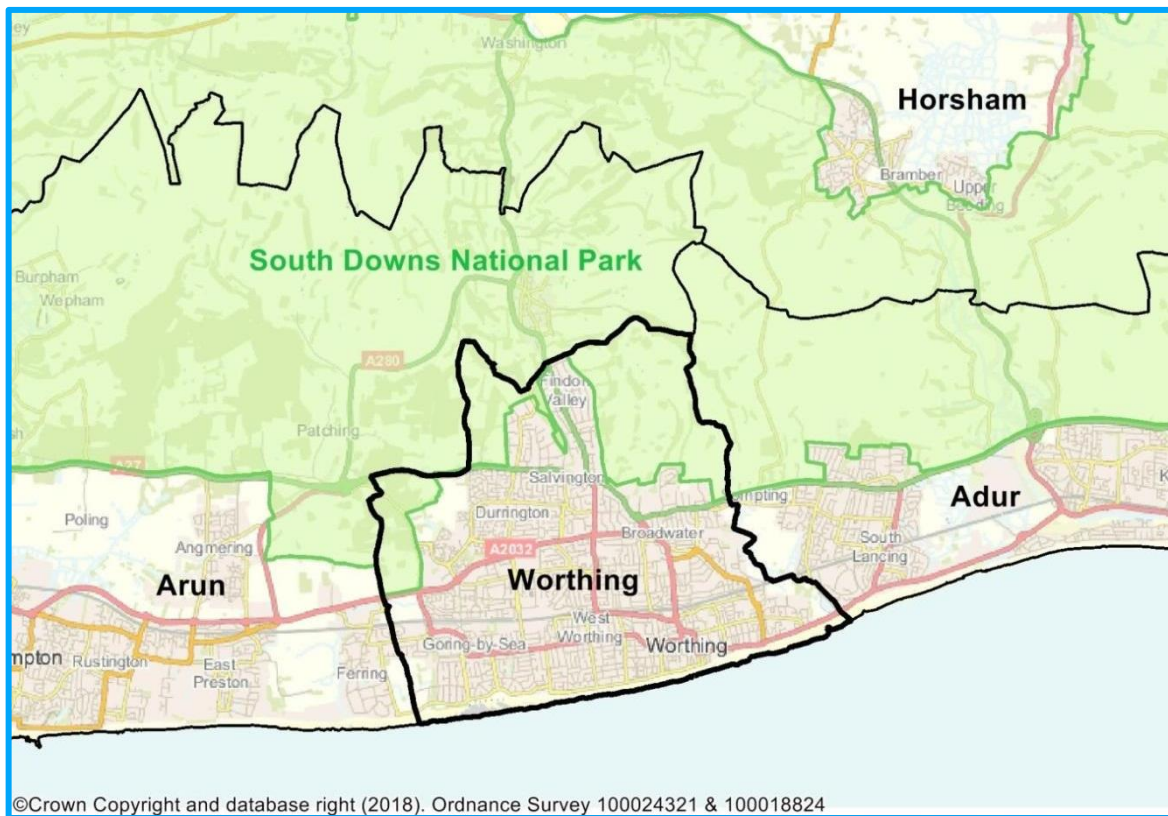 Washington
Horsham
Bramber
Upper
Beeding
South Downs National Park
Burpham
Wepham
A280
Findon
Valley
Patching
A27
Salvington
Poling
Durrington
Broadwater
Adur
Angmering
A2032
South
Lancing
Arun
Worthing
West
Worthing
Worthing
Goring-by-Sea
mpton
Rustington
East
Preston
Ferring
©Crown Copyright and database right (2018). Ordnance Survey 100024321 & 100018824